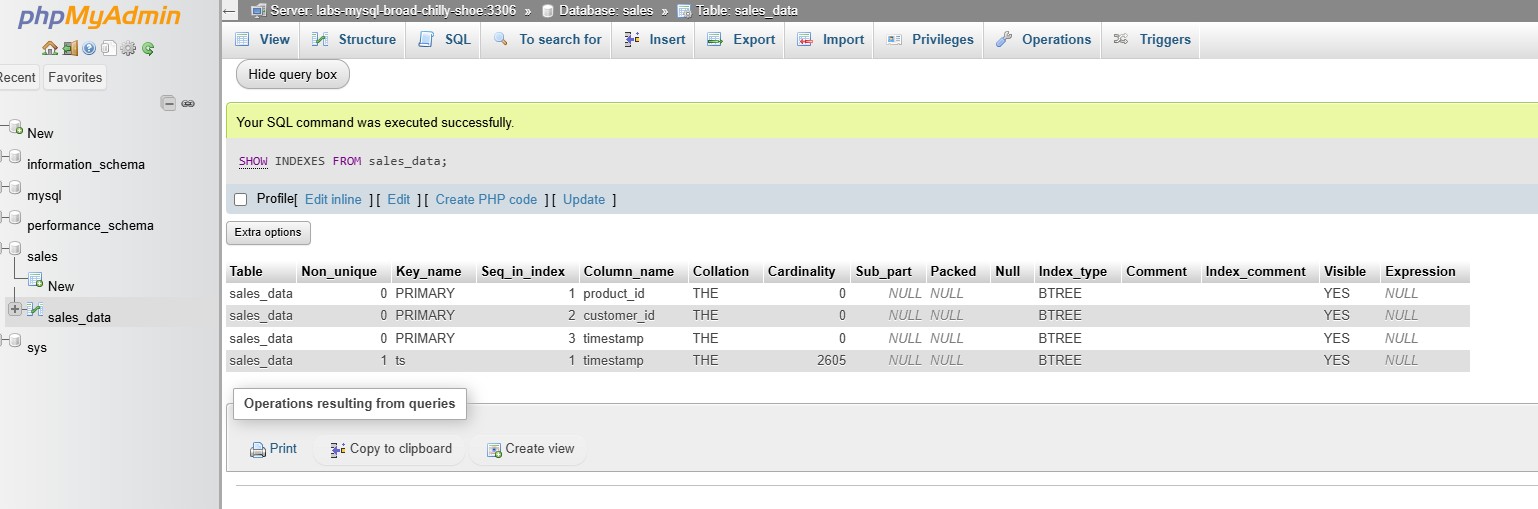 phpMyAdmin
Recent Favorites
New
information_schema
mysql
performance_schema
sales
New
sales_data
sys
← Server: labs-mysql-broad-chilly-shoe:3306 » Database: sales » Table: sales_data
View Structure SQL To search for Insert Export Import Privileges Operations Triggers
Hide query box
Your SQL command was executed successfully.
SHOW INDEXES FROM sales_data;
Profile[ Edit inline ] [ Edit ] [ Create PHP code ] [ Update ]
Extra options
Table Non_unique Key_name Seq_in_index Column_name Collation Cardinality Sub_part Packed Null Index_type Comment Index_comment Visible Expression
sales_data 0 PRIMARY 1 product_id THE 0 NULL NULL BTREE YES NULL
sales_data 0 PRIMARY 2 customer_id THE 0 NULL NULL BTREE YES NULL
sales_data 0 PRIMARY 3 timestamp THE 0 NULL NULL BTREE YES NULL
sales_data 1 ts 1 timestamp THE 2605 NULL NULL BTREE YES NULL
Operations resulting from queries
Print Copy to clipboard Create view